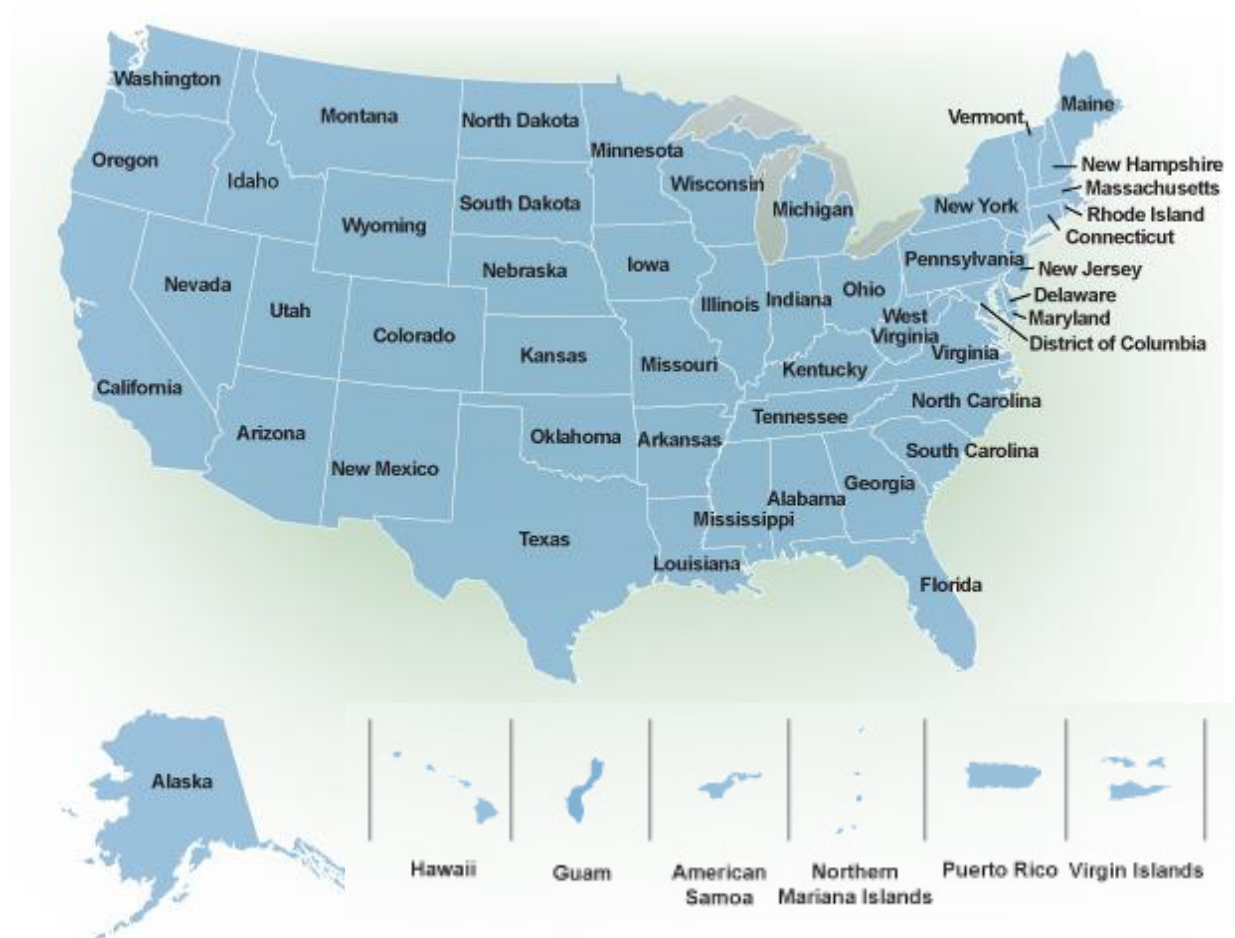 Washington
Montana
North Dakota
Minnesota
Maine
Vermont
Oregon
Idaho
Wisconsin
New Hampshire
Massachusetts
South Dakota
Michigan
New York
Rhode Island
Wyoming
Connecticut
Nebraska
Iowa
Pennsylvania
New Jersey
Nevada
Utah
Illinois
Indiana
Ohio
Delaware
Maryland
West
Virginia
District of Columbia
Colorado
Kansas
Missouri
Kentucky
Virginia
California
North Carolina
Tennessee
Arizona
Oklahoma
Arkansas
South Carolina
New Mexico
Georgia
Alabama
Mississippi
Texas
Louisiana
Florida
Alaska
Hawaii
Guam
American
Samoa
Northern
Mariana Islands
Puerto Rico
Virgin Islands